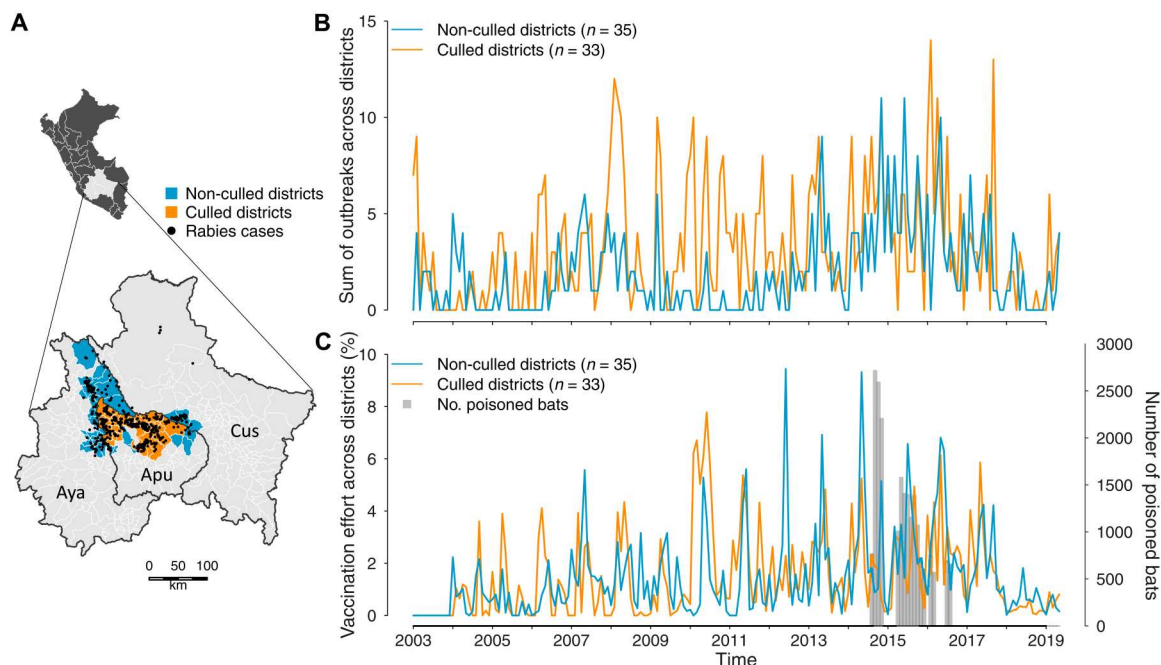 A
Non-culled districts
Culled districts
Rabies cases
Cus
Apu
Aya
0 50 100
km
B
Non-culled districts (n = 35)
Culled districts (n = 33)
Sum of outbreaks across districts
15
10
5
0
C
Non-culled districts (n = 35)
Culled districts (n = 33)
No. poisoned bats
Vaccination effort across districts (%)
10
8
6
4
2
0
Number of poisoned bats
3000
2500
2000
1500
1000
500
0
2003 2005 2007 2009 2011 2013 2015 2017 2019
Time